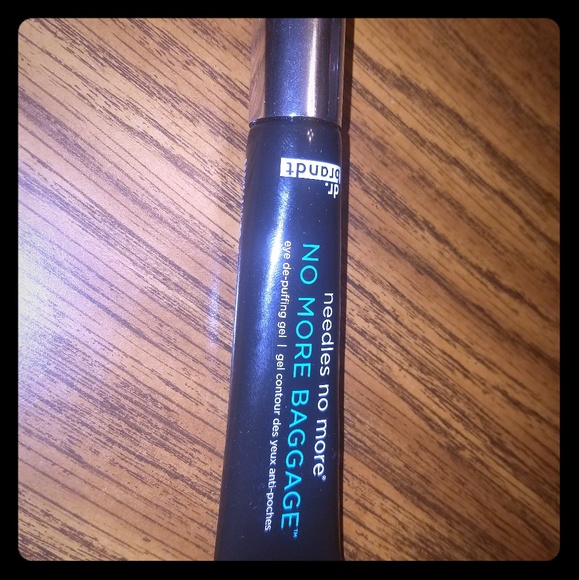 dr.
brandt
needles no more®
NO MORE BAGGAGE™
eye de-puffing gel | gel contour des yeux anti-poches